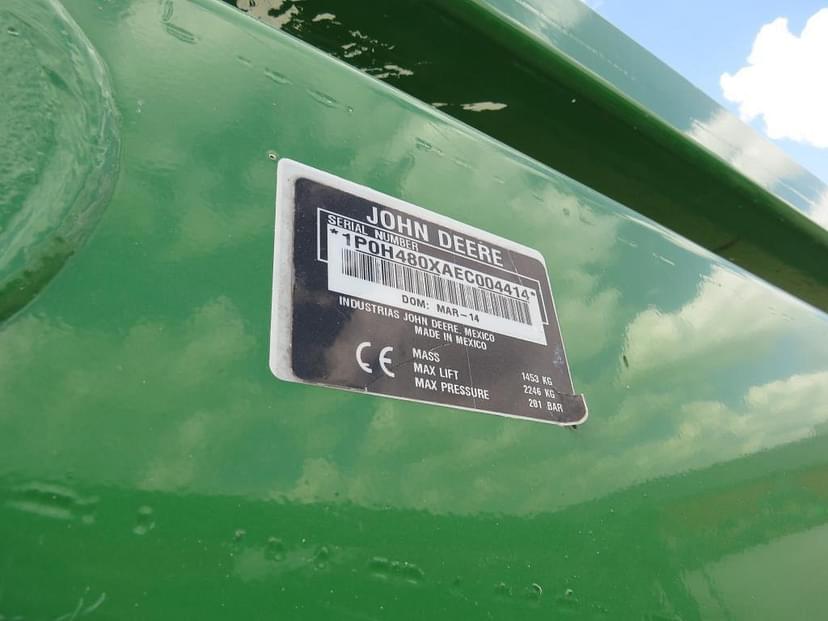 JOHN DEERE
SERIAL NUMBER
*1P0H480XAEC004414*
DOM: MAR-14
INDUSTRIAS JOHN DEERE, MEXICO
MADE IN MEXICO
CE
MASS 1453 KG
MAX LIFT 2246 KG
MAX PRESSURE 281 BAR